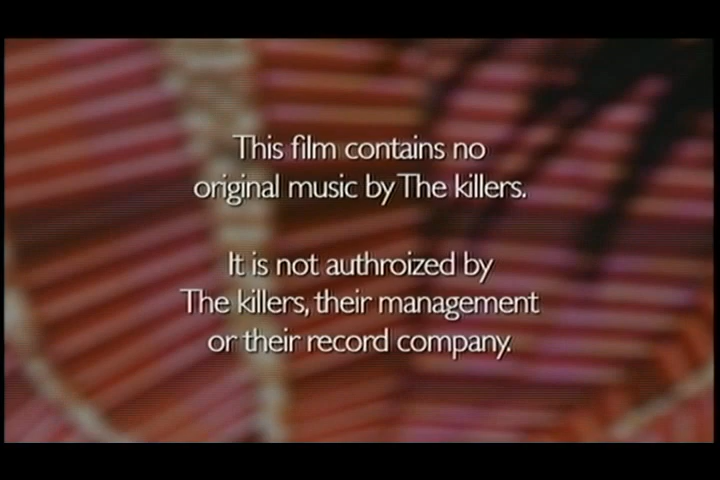 This film contains no
original music by The killers.
It is not authroized by
The killers, their management
or their record company.